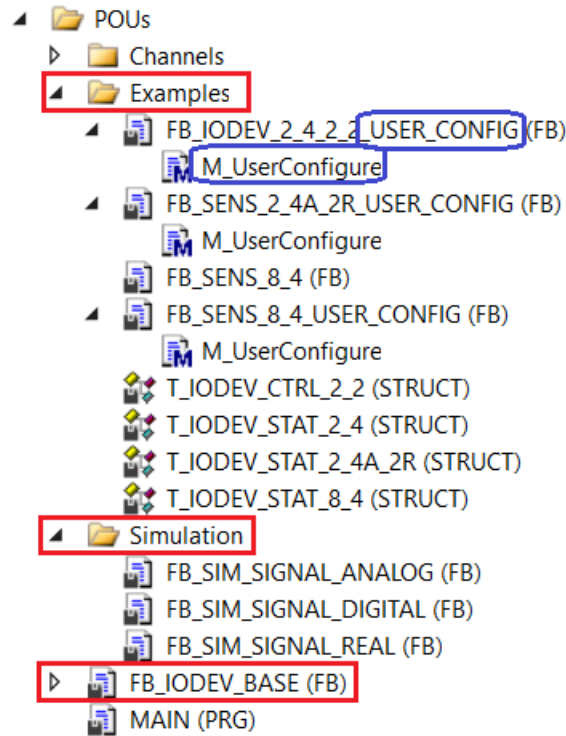 POUs
Channels
Examples
FB_IODEV_2_4_2_2_USER_CONFIG (FB)
M_UserConfigure
FB_SENS_2_4A_2R_USER_CONFIG (FB)
M_UserConfigure
FB_SENS_8_4 (FB)
FB_SENS_8_4_USER_CONFIG (FB)
M_UserConfigure
T_IODEV_CTRL_2_2 (STRUCT)
T_IODEV_STAT_2_4 (STRUCT)
T_IODEV_STAT_2_4A_2R (STRUCT)
T_IODEV_STAT_8_4 (STRUCT)
Simulation
FB_SIM_SIGNAL_ANALOG (FB)
FB_SIM_SIGNAL_DIGITAL (FB)
FB_SIM_SIGNAL_REAL (FB)
FB_IODEV_BASE (FB)
MAIN (PRG)